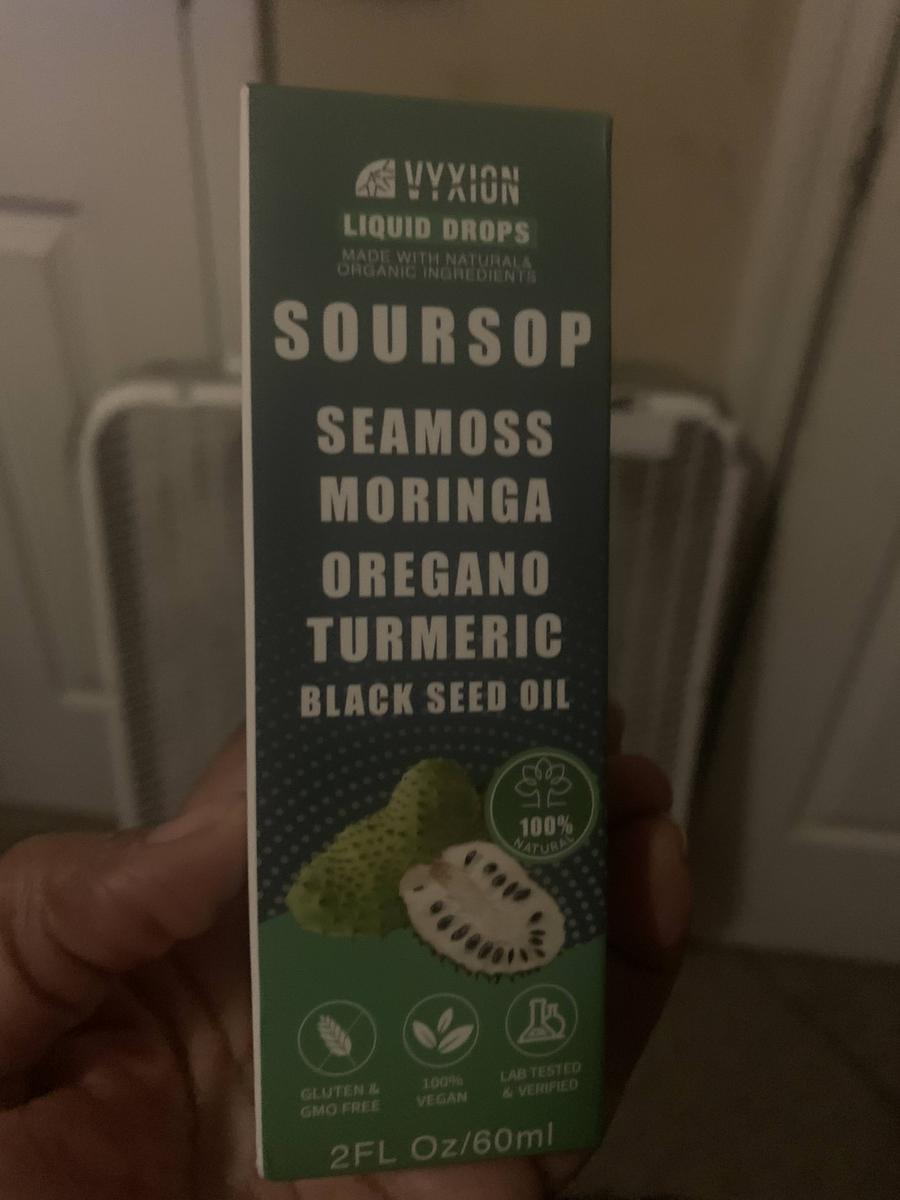 VYXION
LIQUID DROPS
MADE WITH NATURAL&
ORGANIC INGREDIENTS
SOURSOP
SEAMOSS
MORINGA
OREGANO
TURMERIC
BLACK SEED OIL
100%
NATURAL
GLUTEN &
GMO FREE
100%
VEGAN
LAB TESTED
& VERIFIED
2FL Oz/60ml